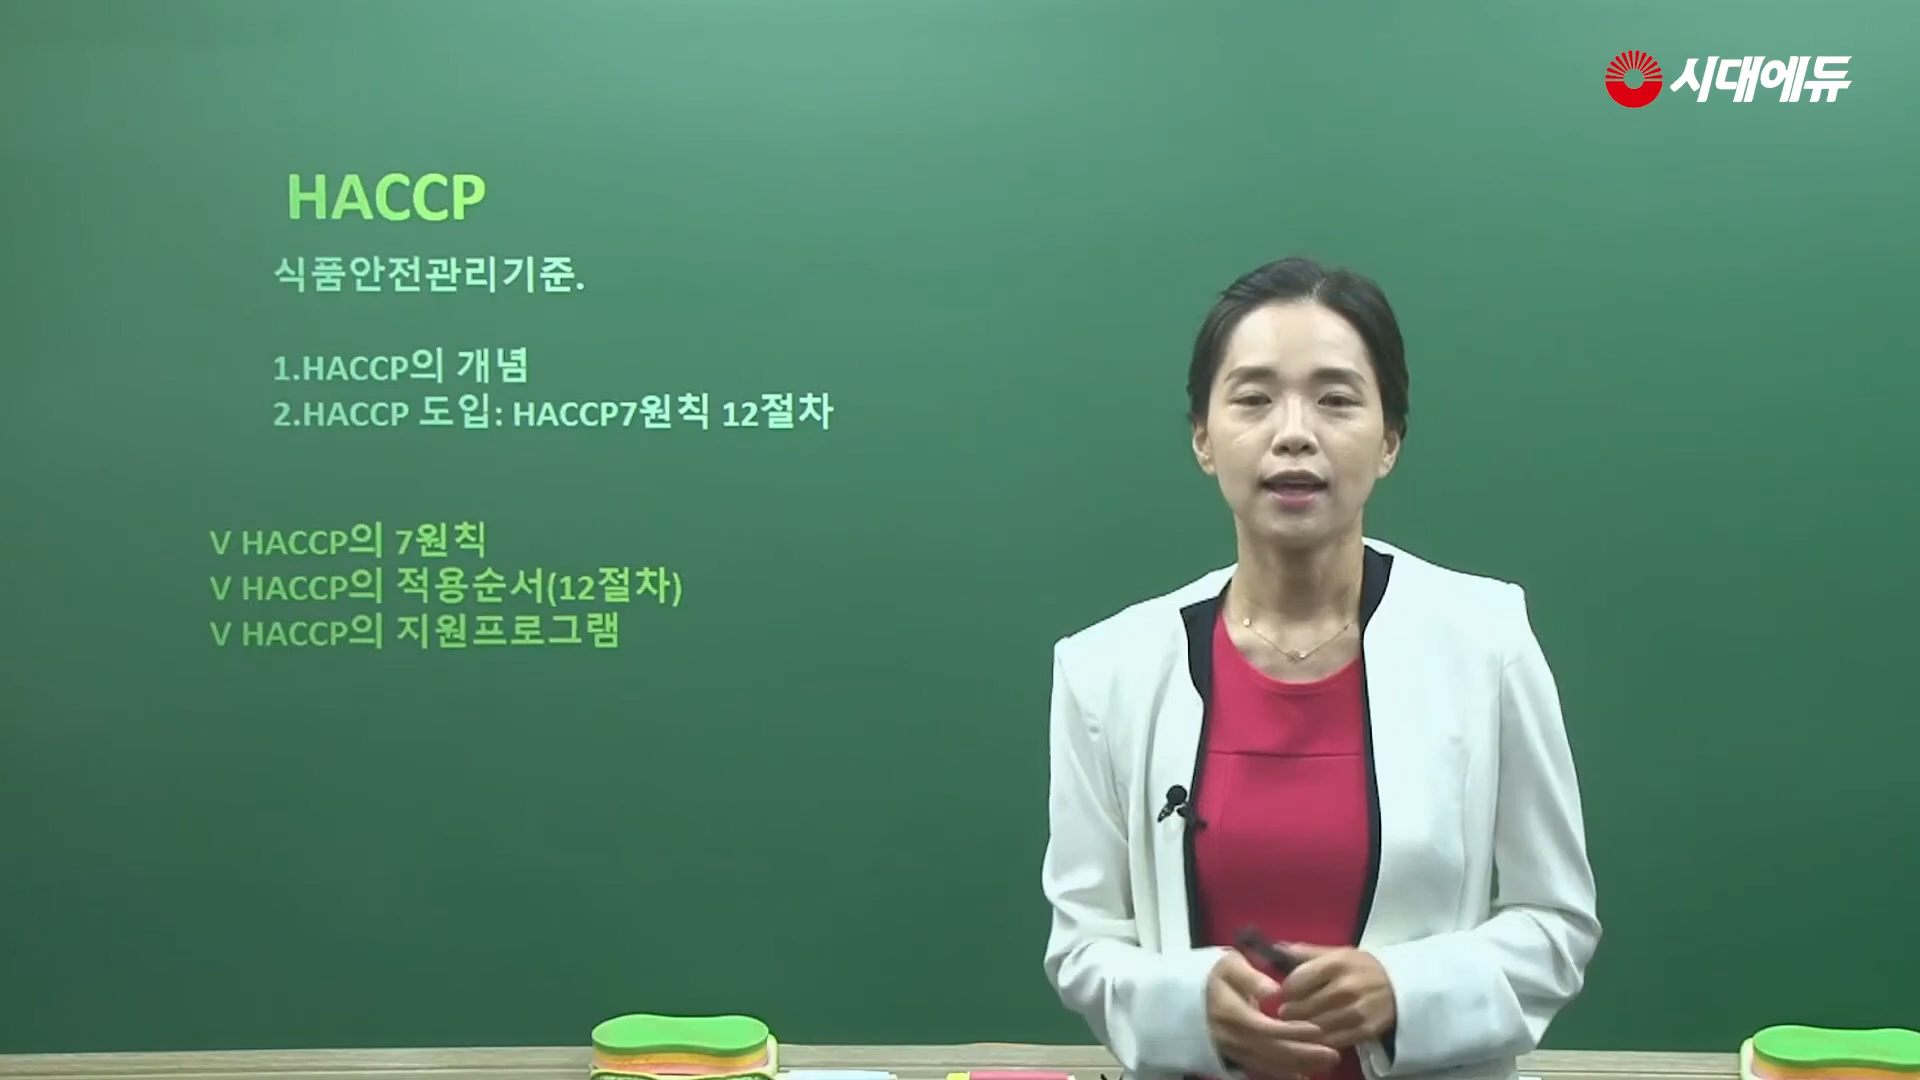 시대에듀
HACCP
식품안전관리기준.
1.HACCP의 개념
2.HACCP 도입: HACCP7원칙 12절차
V HACCP의 7원칙
V HACCP의 적용순서(12절차)
V HACCP의 지원프로그램